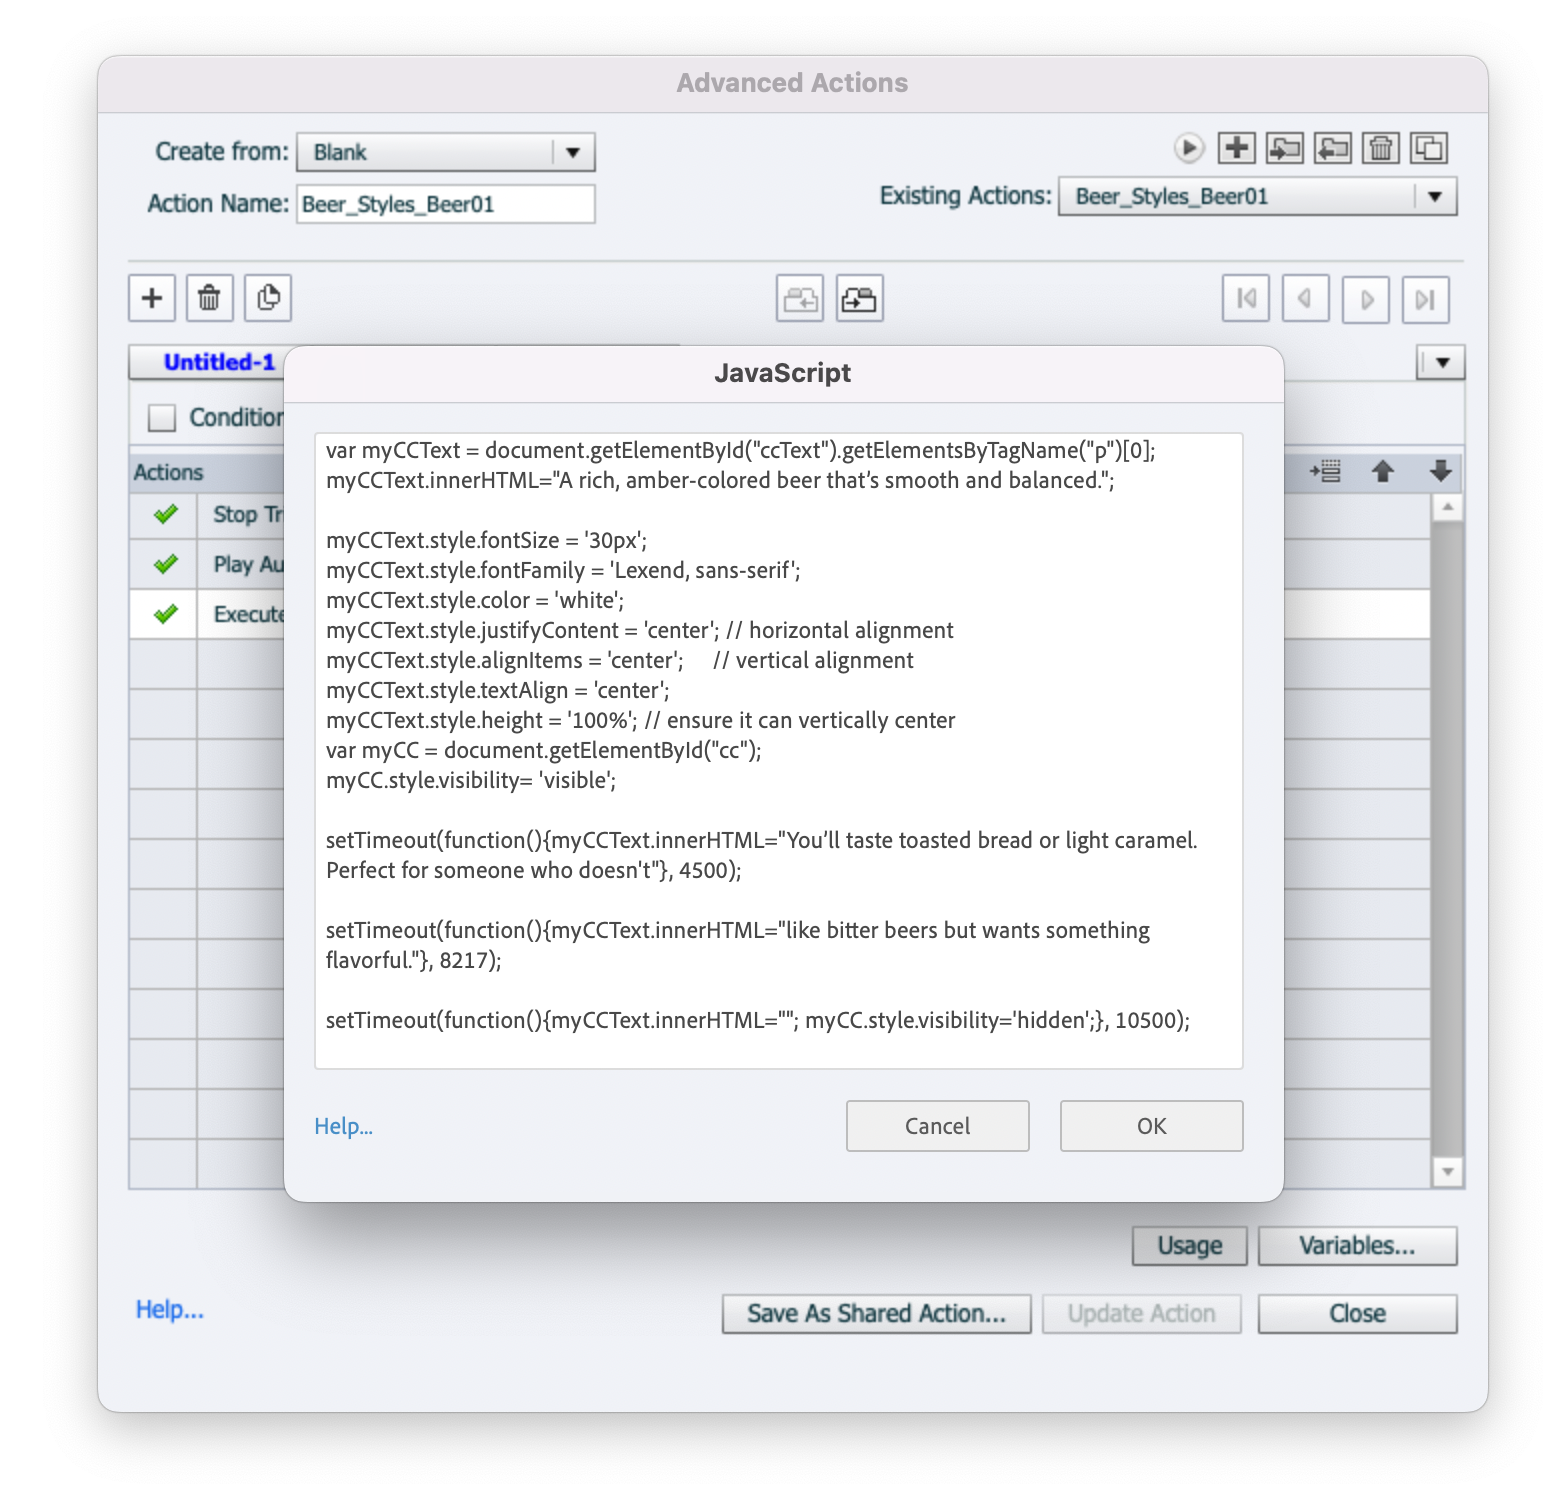 Advanced Actions
Create from: Blank
Action Name: Beer_Styles_Beer01
Existing Actions: Beer_Styles_Beer01
Untitled-1
JavaScript
Actions
Stop
Play
Execute
var myCCText = document.getElementById("ccText").getElementsByTagName("p")[0];
myCCText.innerHTML="A rich, amber-colored beer that’s smooth and balanced.";
myCCText.style.fontSize = '30px';
myCCText.style.fontFamily = 'Lexend, sans-serif';
myCCText.style.color = 'white';
myCCText.style.justifyContent = 'center'; // horizontal alignment
myCCText.style.alignItems = 'center';     // vertical alignment
myCCText.style.textAlign = 'center';
myCCText.style.height = '100%'; // ensure it can vertically center
var myCC = document.getElementById("cc");
myCC.style.visibility= 'visible';
setTimeout(function(){myCCText.innerHTML="You’ll taste toasted bread or light caramel.
Perfect for someone who doesn't"}, 4500);
setTimeout(function(){myCCText.innerHTML="like bitter beers but wants something
flavorful."}, 8217);
setTimeout(function(){myCCText.innerHTML=""; myCC.style.visibility='hidden';}, 10500);
Help...
Cancel
OK
Usage
Variables...
Help...
Save As Shared Action...
Update Action
Close